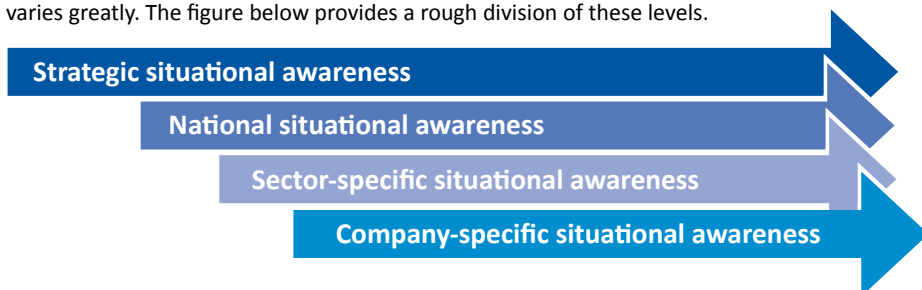 varies greatly. The figure below provides a rough division of these levels.
Strategic situational awareness
National situational awareness
Sector-specific situational awareness
Company-specific situational awareness